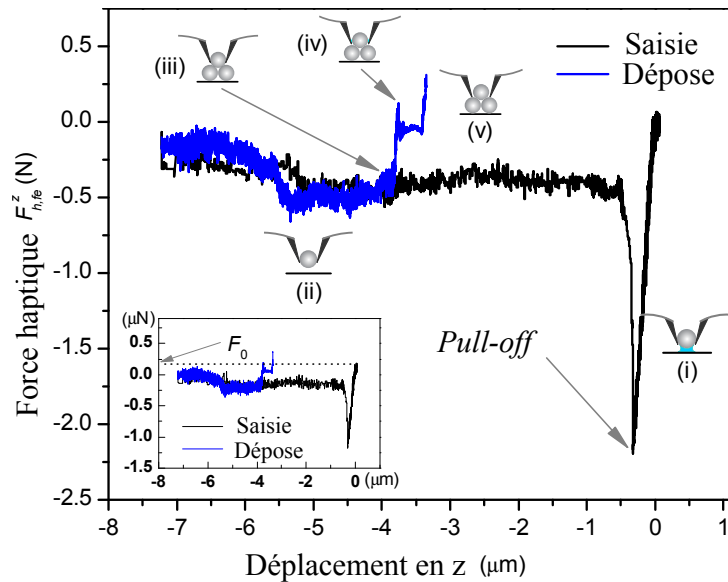 (iv)
(iii)
(v)
Saisie
Dépose
0.5
0.0
-0.5
-1.0
-1.5
-2.0
-2.5
Force haptique F^z_{h,fe} (N)
(ii)
Pull-off
(i)
(μN)
F₀
0.5
0.0
-0.5
-1.0
-1.5
Saisie
Dépose
-8 -6 -4 -2 0 (μm)
-8 -7 -6 -5 -4 -3 -2 -1 0 1
Déplacement en z (μm)